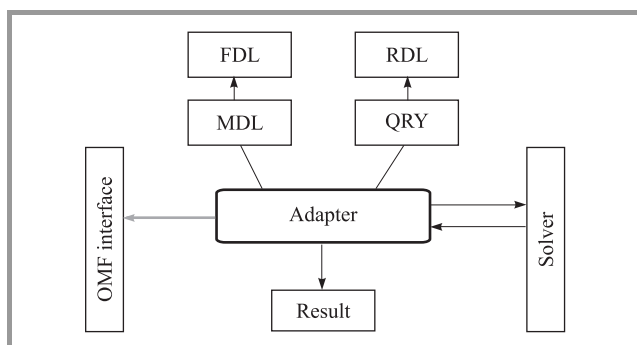 FDL
RDL
MDL
QRY
OMF interface
Adapter
Solver
Result